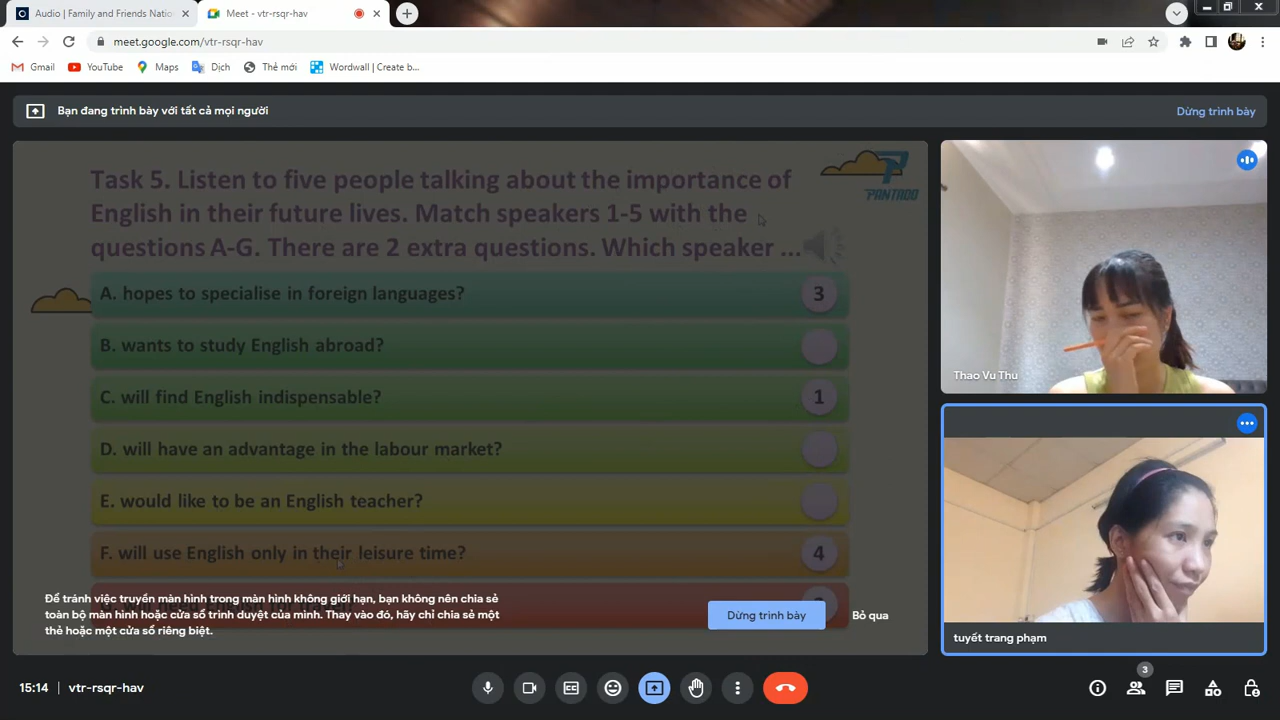 Audio | Family and Friends Natio
Meet - vtr-rsqr-hav
meet.google.com/vtr-rsqr-hav
Gmail
YouTube
Maps
Dịch
Thẻ mới
Wordwall | Create b...
Bạn đang trình bày với tất cả mọi người
Dừng trình bày
Task 5. Listen to five people talking about the importance of
English in their future lives. Match speakers 1-5 with the
questions A-G. There are 2 extra questions. Which speaker ...
PANTADO
A. hopes to specialise in foreign languages?
3
B. wants to study English abroad?
C. will find English indispensable?
1
D. will have an advantage in the labour market?
E. would like to be an English teacher?
F. will use English only in their leisure time?
4
Để tránh việc truyền màn hình trong màn hình không giới hạn, bạn không nên chia sẻ
toàn bộ màn hình hoặc cửa sổ trình duyệt của mình. Thay vào đó, hãy chỉ chia sẻ một
thẻ hoặc một cửa sổ riêng biệt.
Dừng trình bày
Bỏ qua
Thao Vu Thu
tuyết trang phạm
15:14 | vtr-rsqr-hav
3